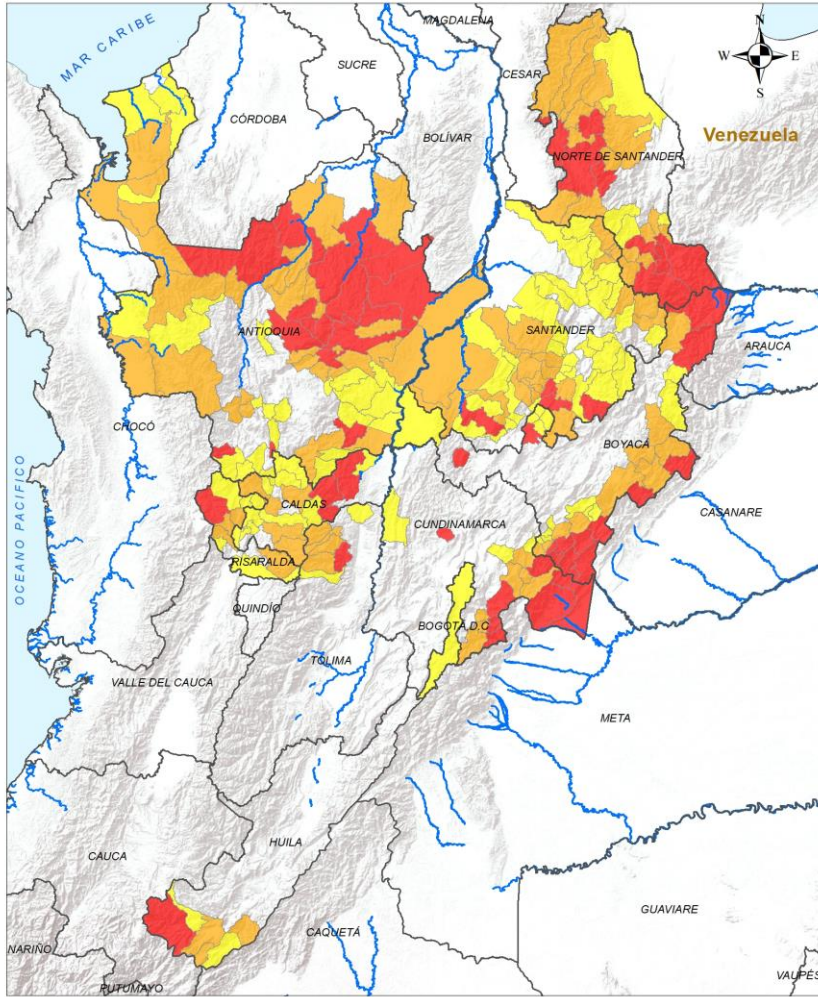 MAGDALENA
N
MAR CARIBE
SUCRE
CESAR
W
E
S
CÓRDOBA
BOLÍVAR
Venezuela
NORTE DE SANTANDER
ANTIOQUIA
SANTANDER
ARAUCA
CHOCÓ
BOYACÁ
OCEANO PACIFICO
CALDAS
CUNDINAMARCA
CASANARE
RISARALDA
QUINDÍO
BOGOTÁ, D.C
TOLIMA
VALLE DEL CAUCA
META
HUILA
CAUCA
GUAVIARE
CAQUETÁ
NARIÑO
PUTUMAYO
VAUPÉS